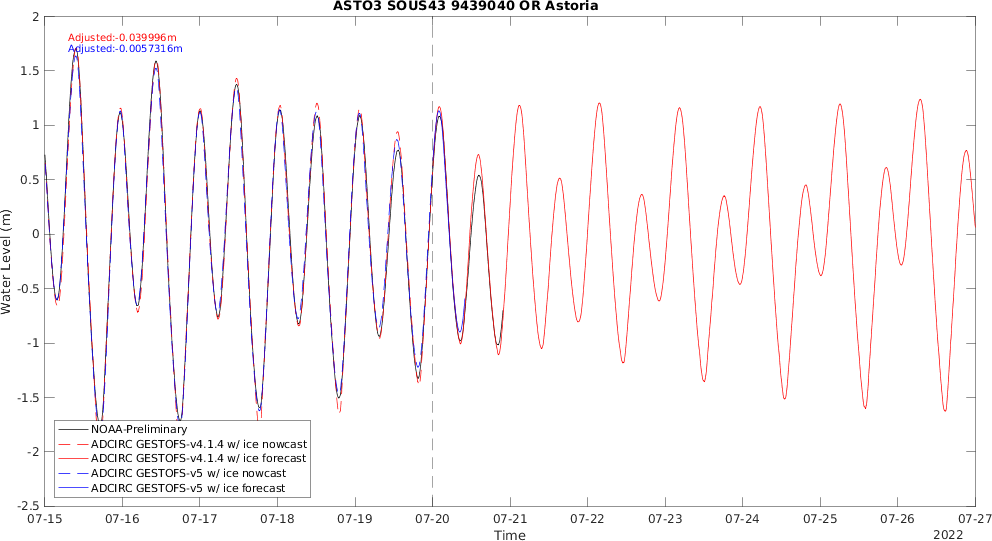 ASTO3 SOUS43 9439040 OR Astoria
Adjusted:-0.039996m
Adjusted:-0.0057316m
Water Level (m)
2
1.5
1
0.5
0
-0.5
-1
-1.5
-2
-2.5
NOAA-Preliminary
ADCIRC GESTOFS-v4.1.4 w/ ice nowcast
ADCIRC GESTOFS-v4.1.4 w/ ice forecast
ADCIRC GESTOFS-v5 w/ ice nowcast
ADCIRC GESTOFS-v5 w/ ice forecast
07-15 07-16 07-17 07-18 07-19 07-20 07-21 07-22 07-23 07-24 07-25 07-26 07-27
Time
2022